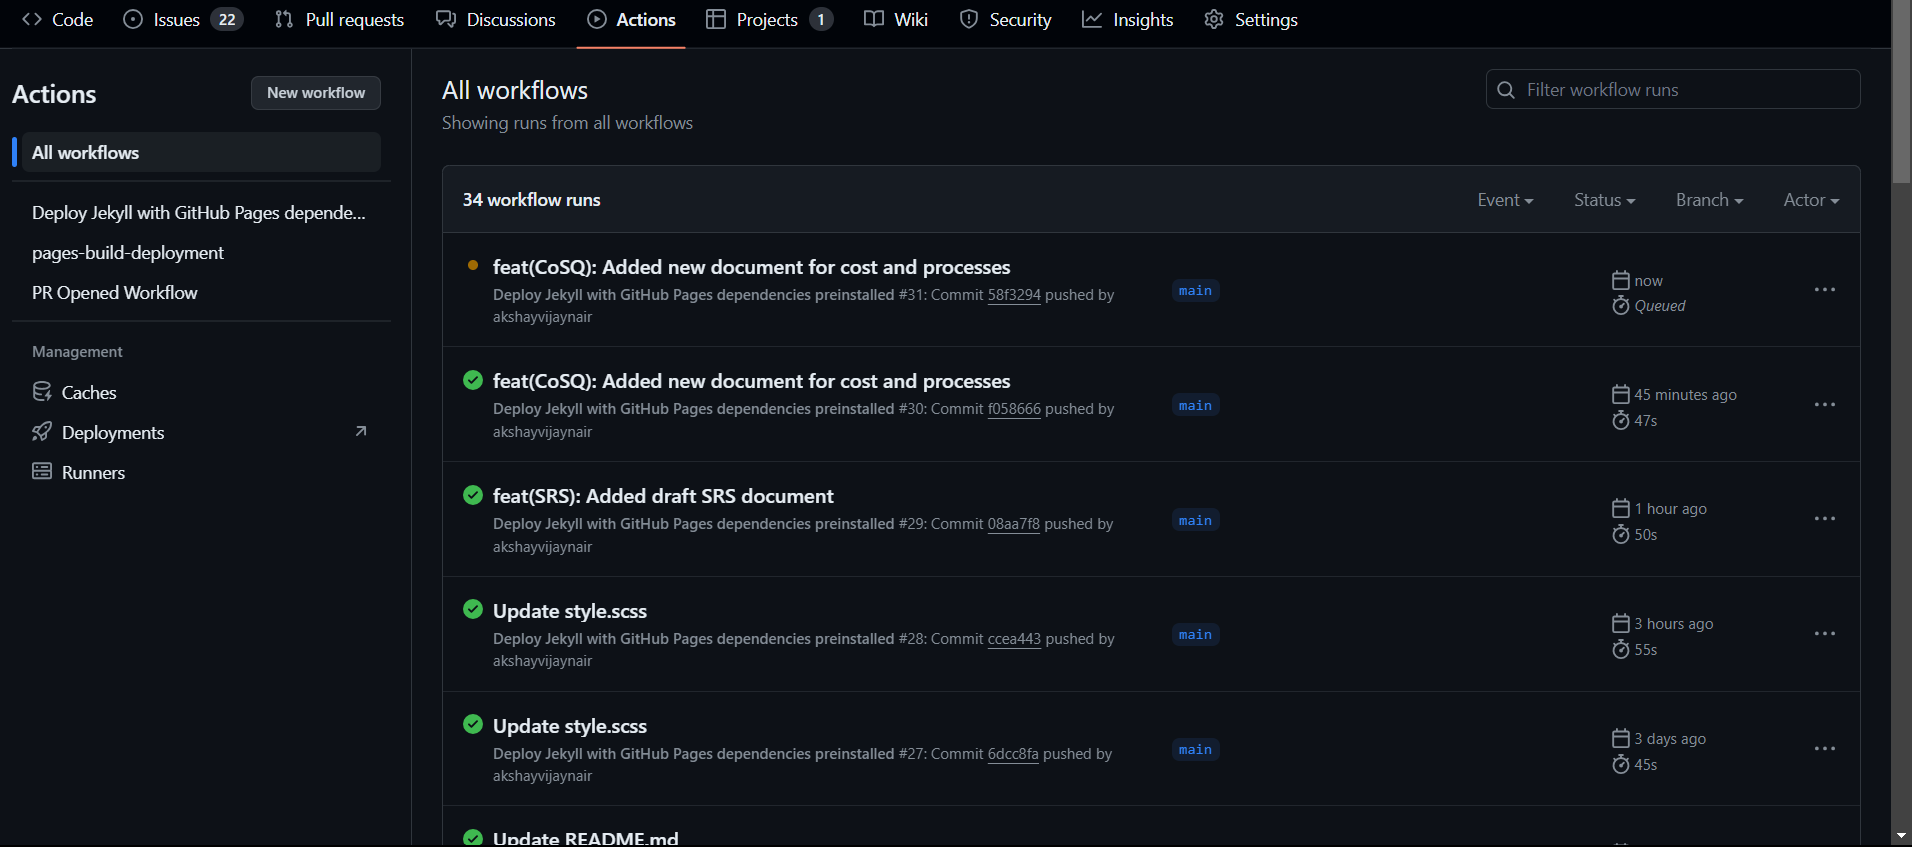 Code Issues 22 Pull requests Discussions Actions Projects 1 Wiki Security Insights Settings
Actions
New workflow
All workflows
Deploy Jekyll with GitHub Pages depende...
pages-build-deployment
PR Opened Workflow
Management
Caches
Deployments
Runners
All workflows
Showing runs from all workflows
Filter workflow runs
34 workflow runs
Event Status Branch Actor
feat(CoSQ): Added new document for cost and processes
Deploy Jekyll with GitHub Pages dependencies preinstalled #31: Commit 58f3294 pushed by
akshayvijaynair
main
now
Queued
feat(CoSQ): Added new document for cost and processes
Deploy Jekyll with GitHub Pages dependencies preinstalled #30: Commit f058666 pushed by
akshayvijaynair
main
45 minutes ago
47s
feat(SRS): Added draft SRS document
Deploy Jekyll with GitHub Pages dependencies preinstalled #29: Commit 08aa7f8 pushed by
akshayvijaynair
main
1 hour ago
50s
Update style.scss
Deploy Jekyll with GitHub Pages dependencies preinstalled #28: Commit ccea443 pushed by
akshayvijaynair
main
3 hours ago
55s
Update style.scss
Deploy Jekyll with GitHub Pages dependencies preinstalled #27: Commit 6dcc8fa pushed by
akshayvijaynair
main
3 days ago
45s
Update README.md